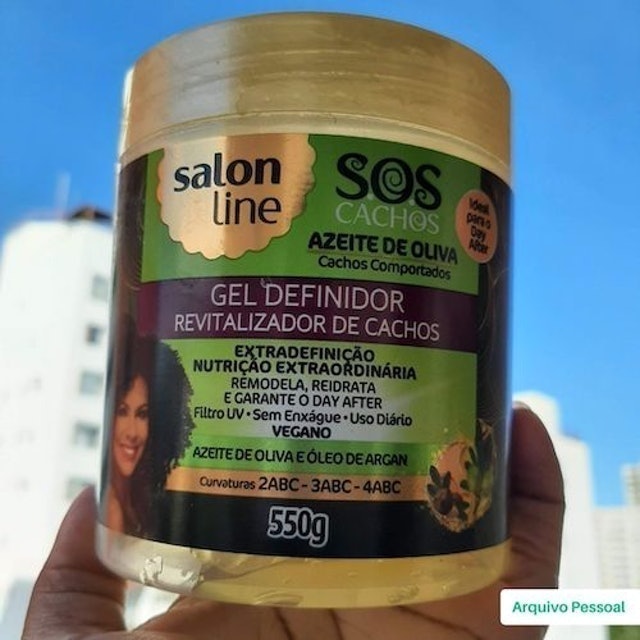 salon
line
S.O.S
CACHOS
AZEITE DE OLIVA
Cachos Comportados
Ideal
para o
Day
After
GEL DEFINIDOR
REVITALIZADOR DE CACHOS
EXTRADEFINIÇÃO
NUTRIÇÃO EXTRAORDINÁRIA
REMODELA, REIDRATA
E GARANTE O DAY AFTER
Filtro UV • Sem Enxágue • Uso Diário
VEGANO
AZEITE DE OLIVA E ÓLEO DE ARGAN
Curvaturas 2ABC - 3ABC - 4ABC
550g
Arquivo Pessoal